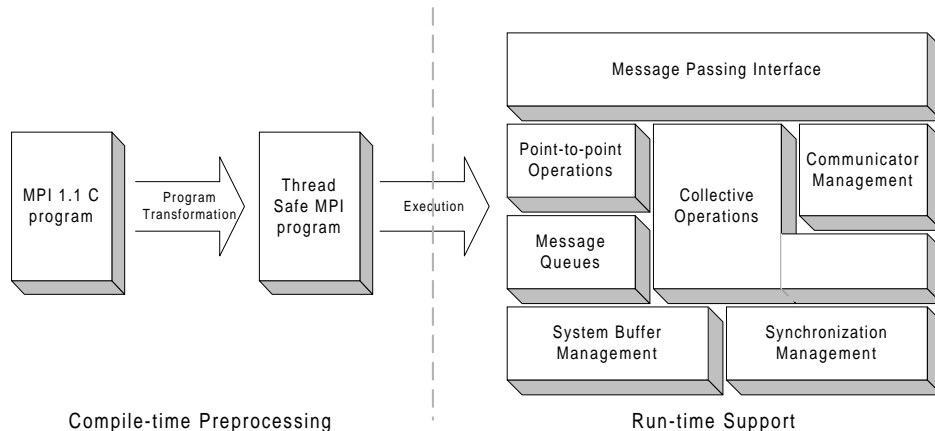 MPI 1.1 C
program
Program
Transformation
Thread
Safe MPI
program
Execution
Message Passing Interface
Point-to-point
Operations
Collective
Operations
Communicator
Management
Message
Queues
System Buffer
Management
Synchronization
Management
Compile-time Preprocessing
Run-time Support